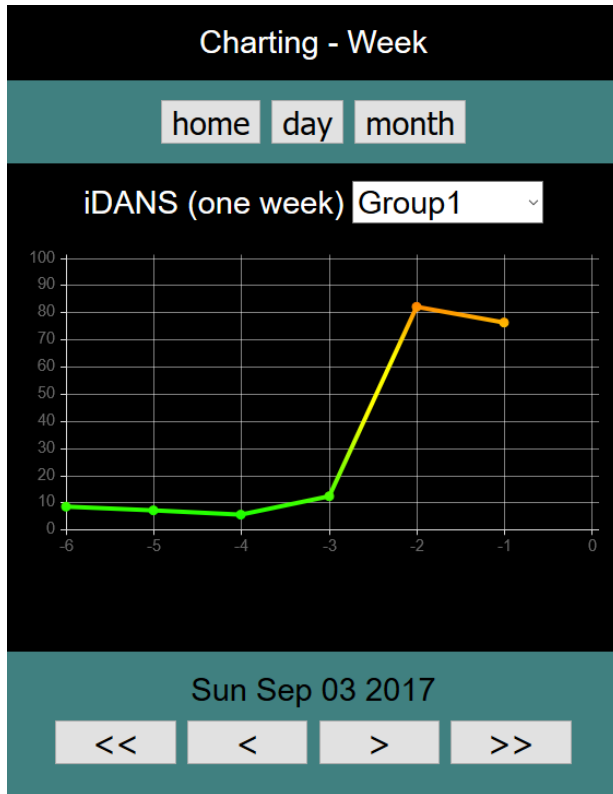 Charting - Week
home day month
iDANS (one week) Group1
100
90
80
70
60
50
40
30
20
10
0
-6 -5 -4 -3 -2 -1 0
Sun Sep 03 2017
<< < > >>